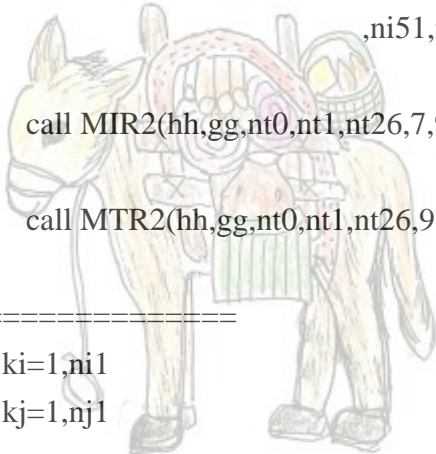 ,ni51,
call MIR2(hh,gg,nt0,nt1,nt26,7,9
call MTR2(hh,gg,nt0,nt1,nt26,9
===============
ki=1,ni1
kj=1,nj1